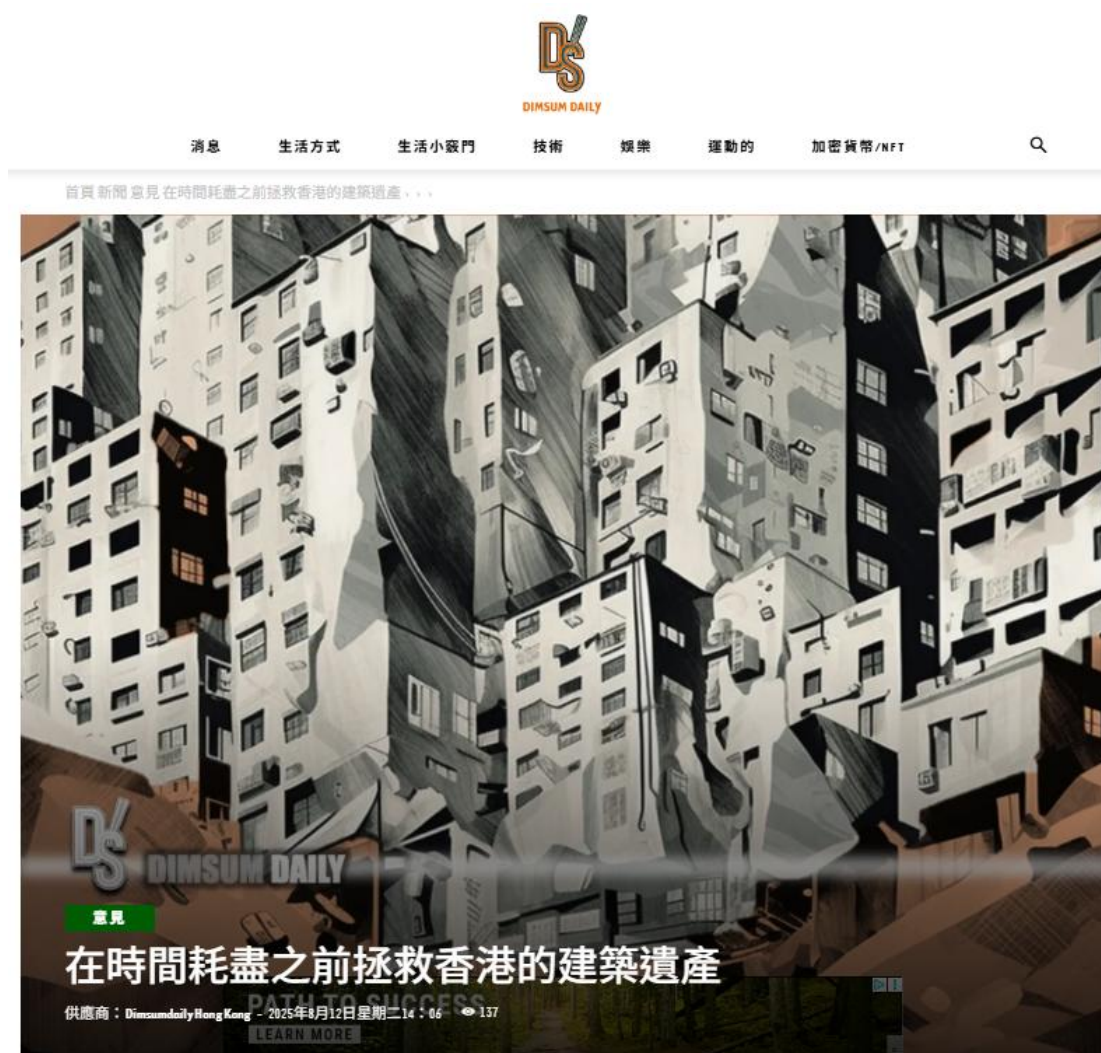 DS
DIMSUM DAILY
消息 生活方式 生活小竅門 技術 娛樂 運動的 加密貨幣/NFT
首頁 新聞 意見 在時間耗盡之前拯救香港的建築遺產...
DS DIMSUM DAILY
意見
在時間耗盡之前拯救香港的建築遺產
PATH TO SUCCESS
供應商：Dimsumdaily Hong Kong - 2025年8月12日星期二14：06 137
LEARN MORE